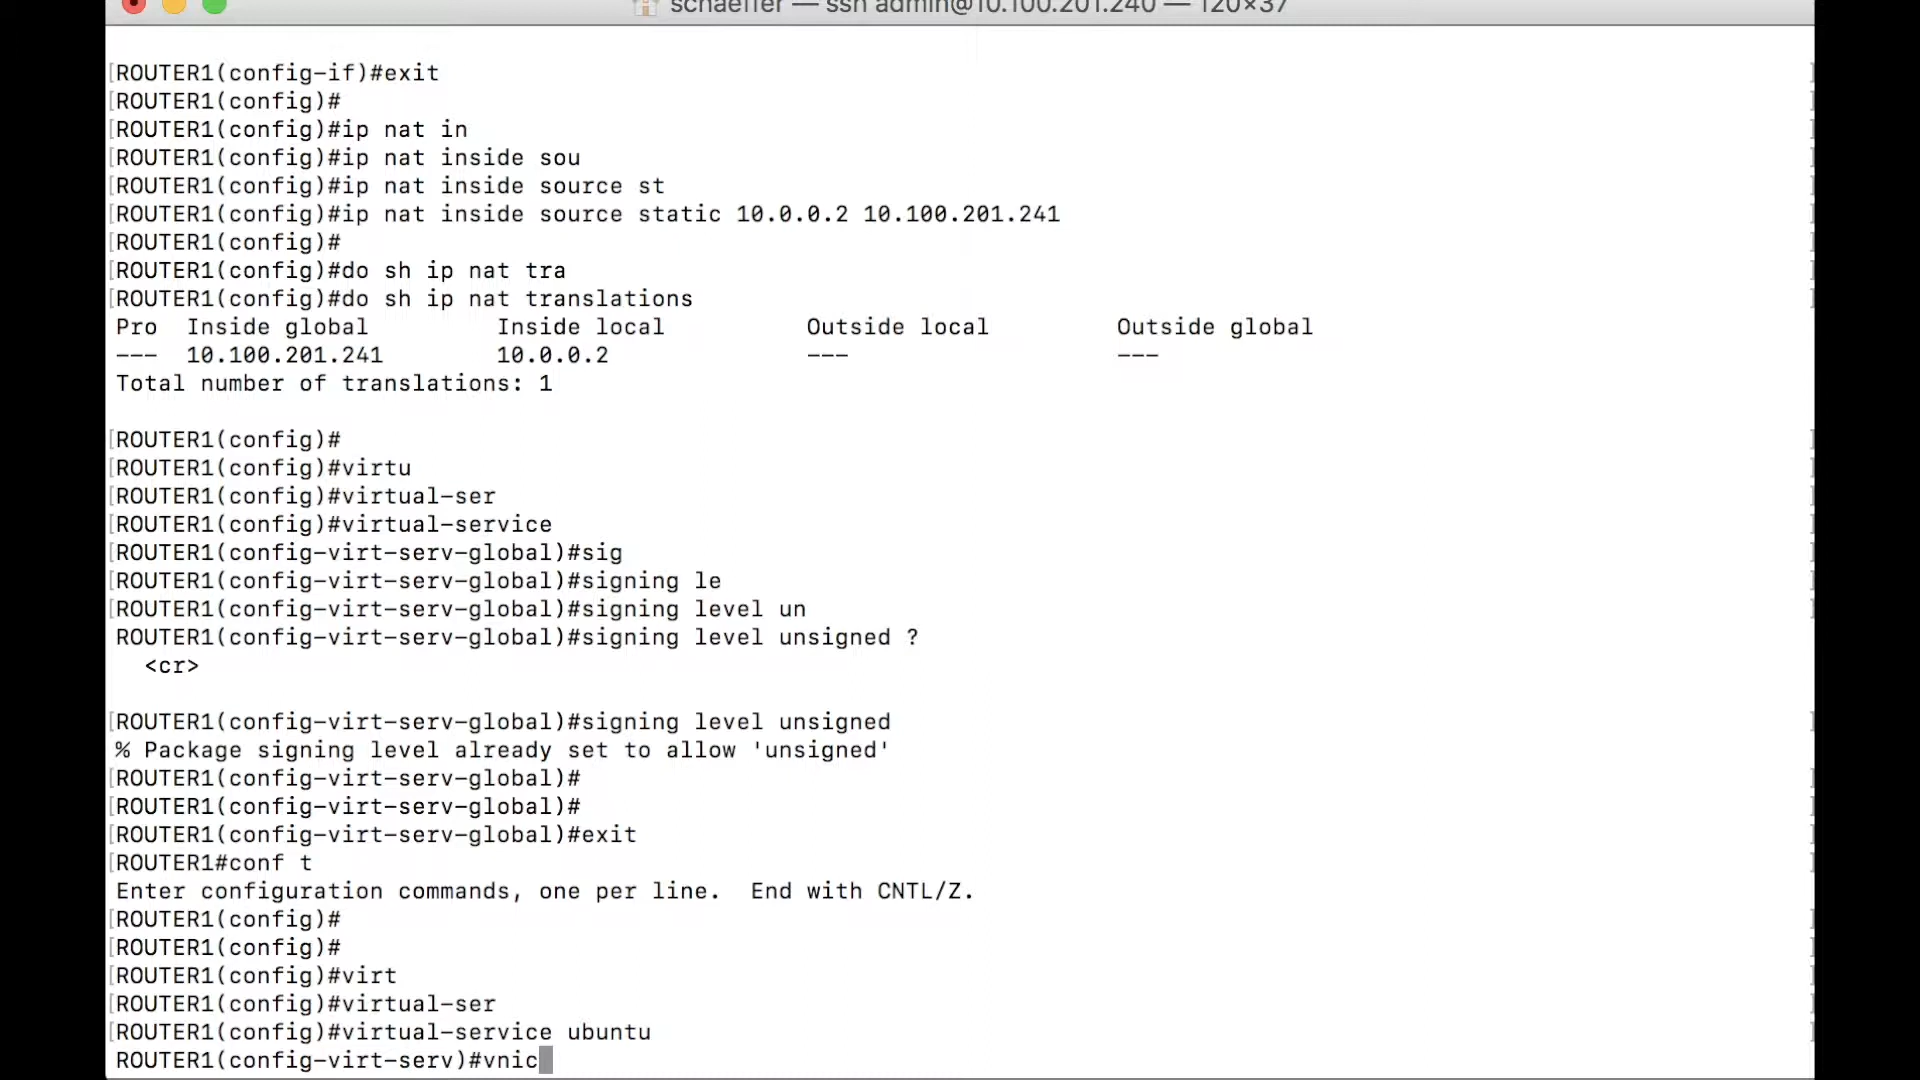 schaeffer — ssh admin@10.100.201.240 — 120×37
[ROUTER1(config-if)#exit
[ROUTER1(config)#
[ROUTER1(config)#ip nat in
[ROUTER1(config)#ip nat inside sou
[ROUTER1(config)#ip nat inside source st
[ROUTER1(config)#ip nat inside source static 10.0.0.2 10.100.201.241
[ROUTER1(config)#
[ROUTER1(config)#do sh ip nat tra
[ROUTER1(config)#do sh ip nat translations
Pro  Inside global         Inside local          Outside local         Outside global
---  10.100.201.241        10.0.0.2              ---                   ---
Total number of translations: 1
[ROUTER1(config)#
[ROUTER1(config)#virtu
[ROUTER1(config)#virtual-ser
[ROUTER1(config)#virtual-service
[ROUTER1(config-virt-serv-global)#sig
[ROUTER1(config-virt-serv-global)#signing le
[ROUTER1(config-virt-serv-global)#signing level un
ROUTER1(config-virt-serv-global)#signing level unsigned ?
<cr>
[ROUTER1(config-virt-serv-global)#signing level unsigned
% Package signing level already set to allow 'unsigned'
[ROUTER1(config-virt-serv-global)#
[ROUTER1(config-virt-serv-global)#
[ROUTER1(config-virt-serv-global)#exit
[ROUTER1#conf t
Enter configuration commands, one per line.  End with CNTL/Z.
[ROUTER1(config)#
[ROUTER1(config)#
[ROUTER1(config)#virt
[ROUTER1(config)#virtual-ser
[ROUTER1(config)#virtual-service ubuntu
ROUTER1(config-virt-serv)#vnic